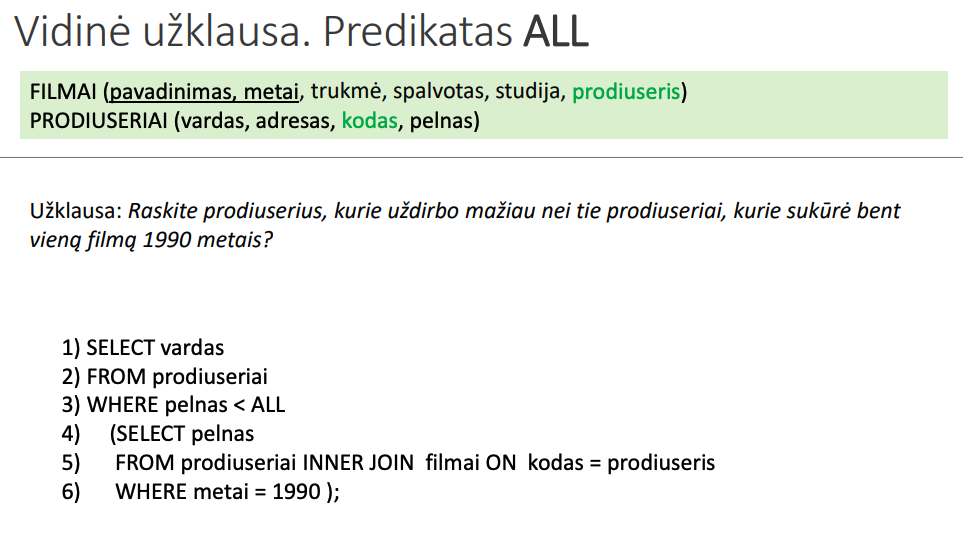 Vidinė užklausa. Predikatas ALL
FILMAI (pavadinimas, metai, trukmė, spalvotas, studija, prodiuseris)
PRODIUSERIAI (vardas, adresas, kodas, pelnas)
Užklausa: Raskite prodiuserius, kurie uždirbo mažiau nei tie prodiuseriai, kurie sukūrė bent
vieną filmą 1990 metais?
1) SELECT vardas
2) FROM prodiuseriai
3) WHERE pelnas < ALL
4) (SELECT pelnas
5) FROM prodiuseriai INNER JOIN filmai ON kodas = prodiuseris
6) WHERE metai = 1990 );